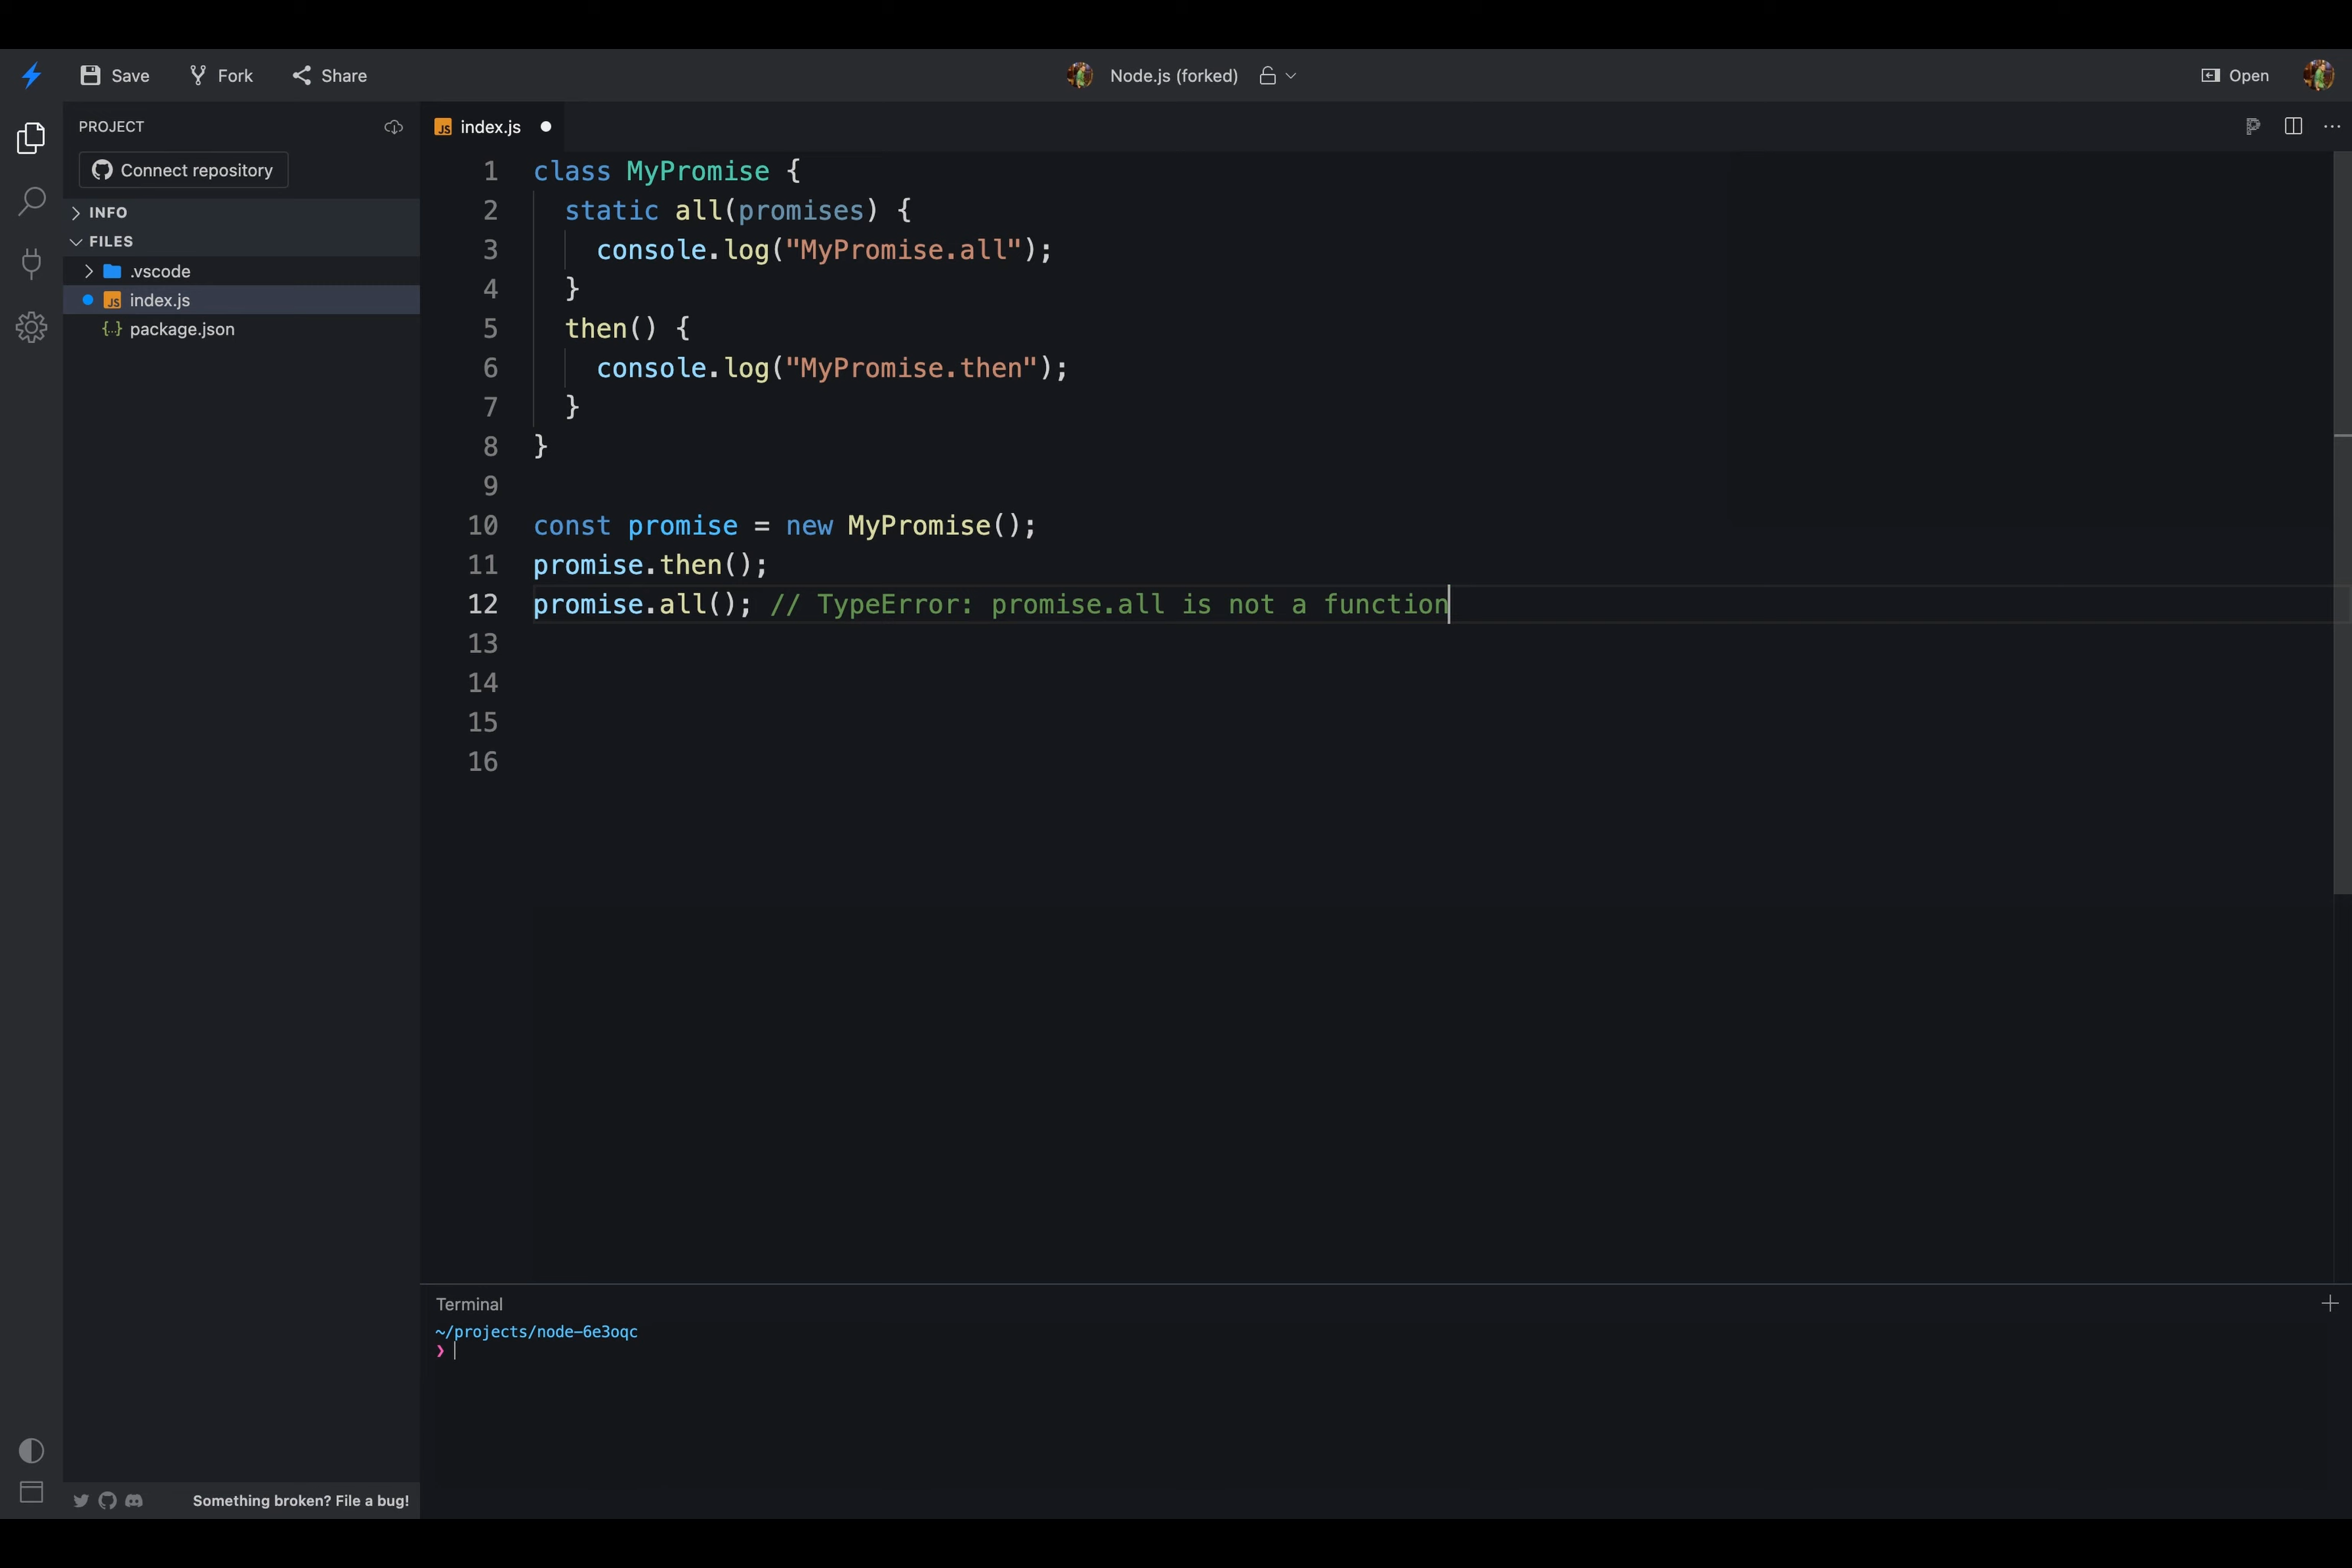 Save Fork Share Node.js (forked) Open
PROJECT
JS index.js
Connect repository
INFO
FILES
.vscode
JS index.js
{..} package.json
1 class MyPromise {
2 static all(promises) {
3 console.log("MyPromise.all");
4 }
5 then() {
6 console.log("MyPromise.then");
7 }
8 }
9
10 const promise = new MyPromise();
11 promise.then();
12 promise.all(); // TypeError: promise.all is not a function
13
14
15
16
Terminal
~/projects/node-6e3oqc
❯
Something broken? File a bug!